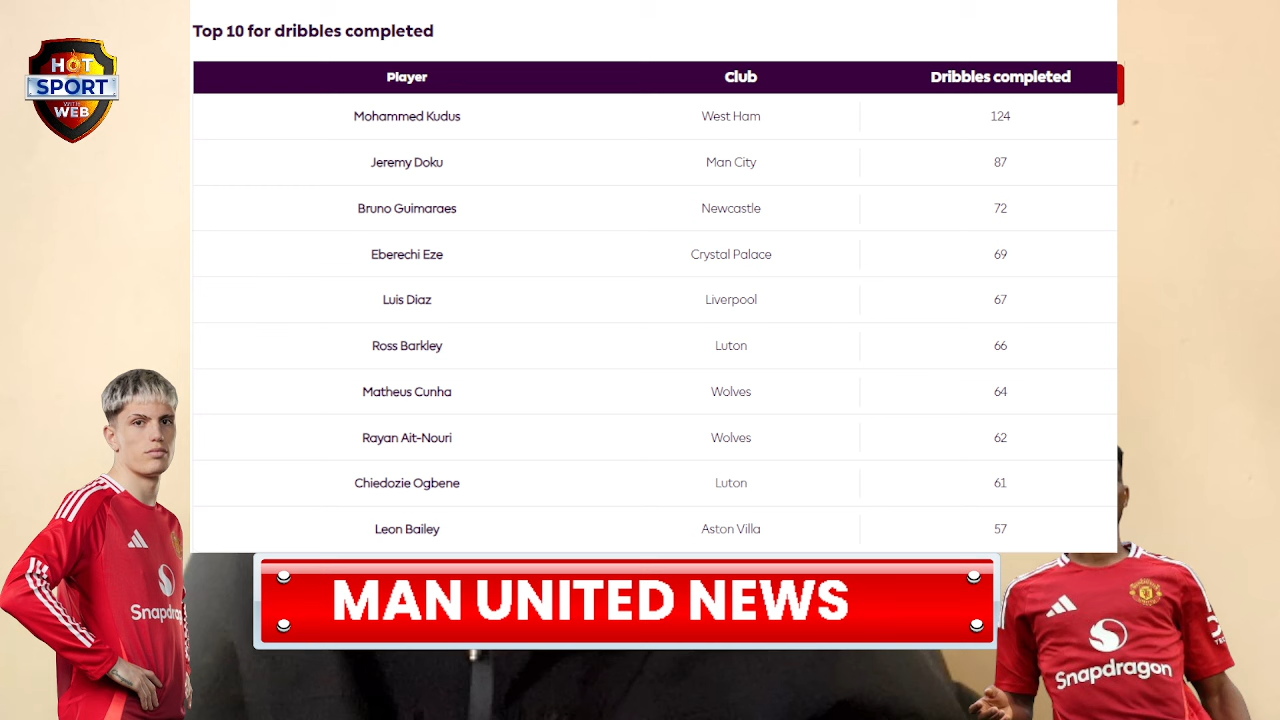 Top 10 for dribbles completed
HOT
SPORT
WITH
WEB
Player Club Dribbles completed
Mohammed Kudus West Ham 124
Jeremy Doku Man City 87
Bruno Guimaraes Newcastle 72
Eberechi Eze Crystal Palace 69
Luis Diaz Liverpool 67
Ross Barkley Luton 66
Matheus Cunha Wolves 64
Rayan Ait-Nouri Wolves 62
Chiedozie Ogbene Luton 61
Leon Bailey Aston Villa 57
MAN UNITED NEWS
Snapdrag
Snapdragon